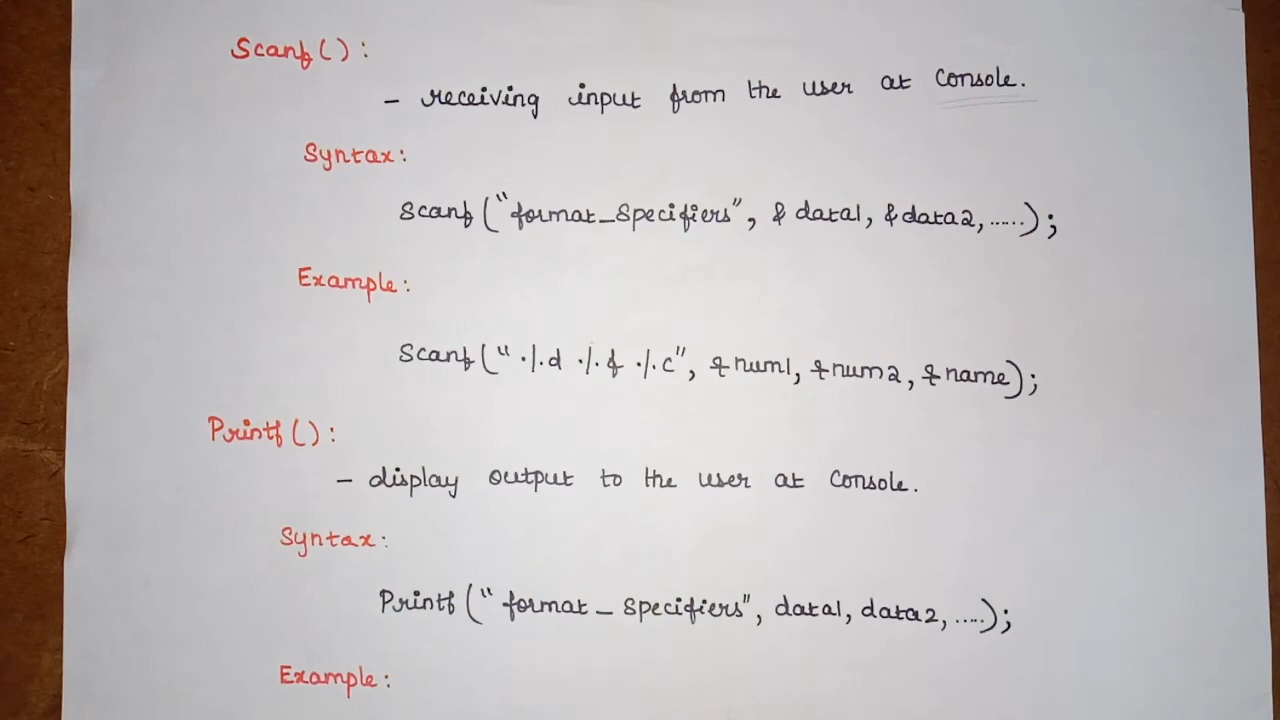 Scanf() :
- receiving input from the user at console.
Syntax:
Scanf ("format_specifiers", & data1, & data2, ......);
Example:
Scanf ("%d %f %c", & num1, & num2, & name);
Printf() :
- display output to the user at console.
Syntax:
Printf ("format_specifiers", data1, data2, .....);
Example: